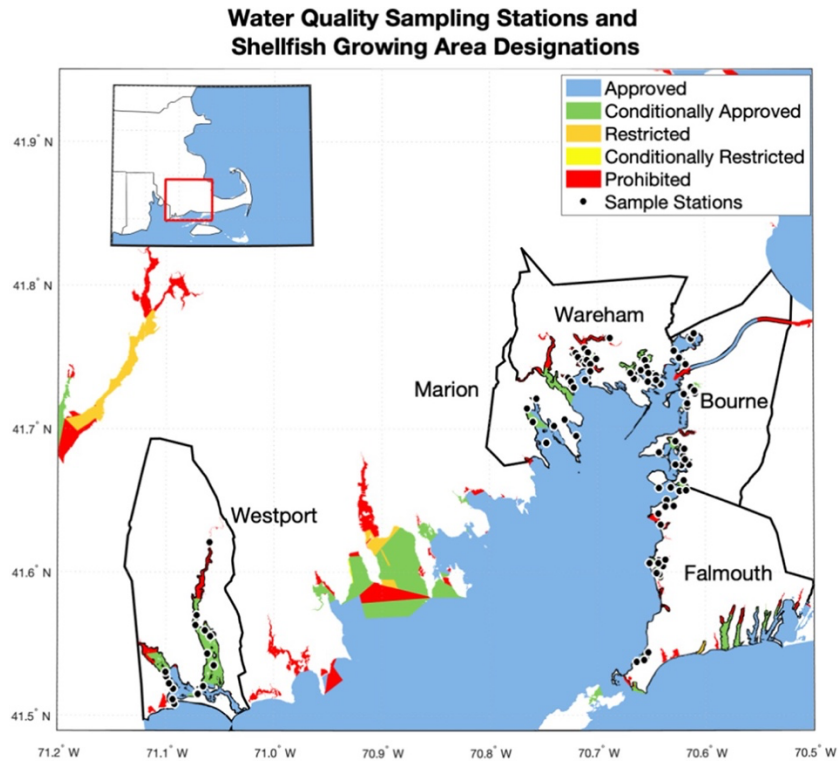 Water Quality Sampling Stations and
Shellfish Growing Area Designations
Approved
Conditionally Approved
Restricted
Conditionally Restricted
Prohibited
Sample Stations
41.9° N
41.8° N
41.7° N
41.6° N
41.5° N
Wareham
Marion
Bourne
Westport
Falmouth
71.2° W
71.1° W
71.0° W
70.9° W
70.8° W
70.7° W
70.6° W
70.5° W